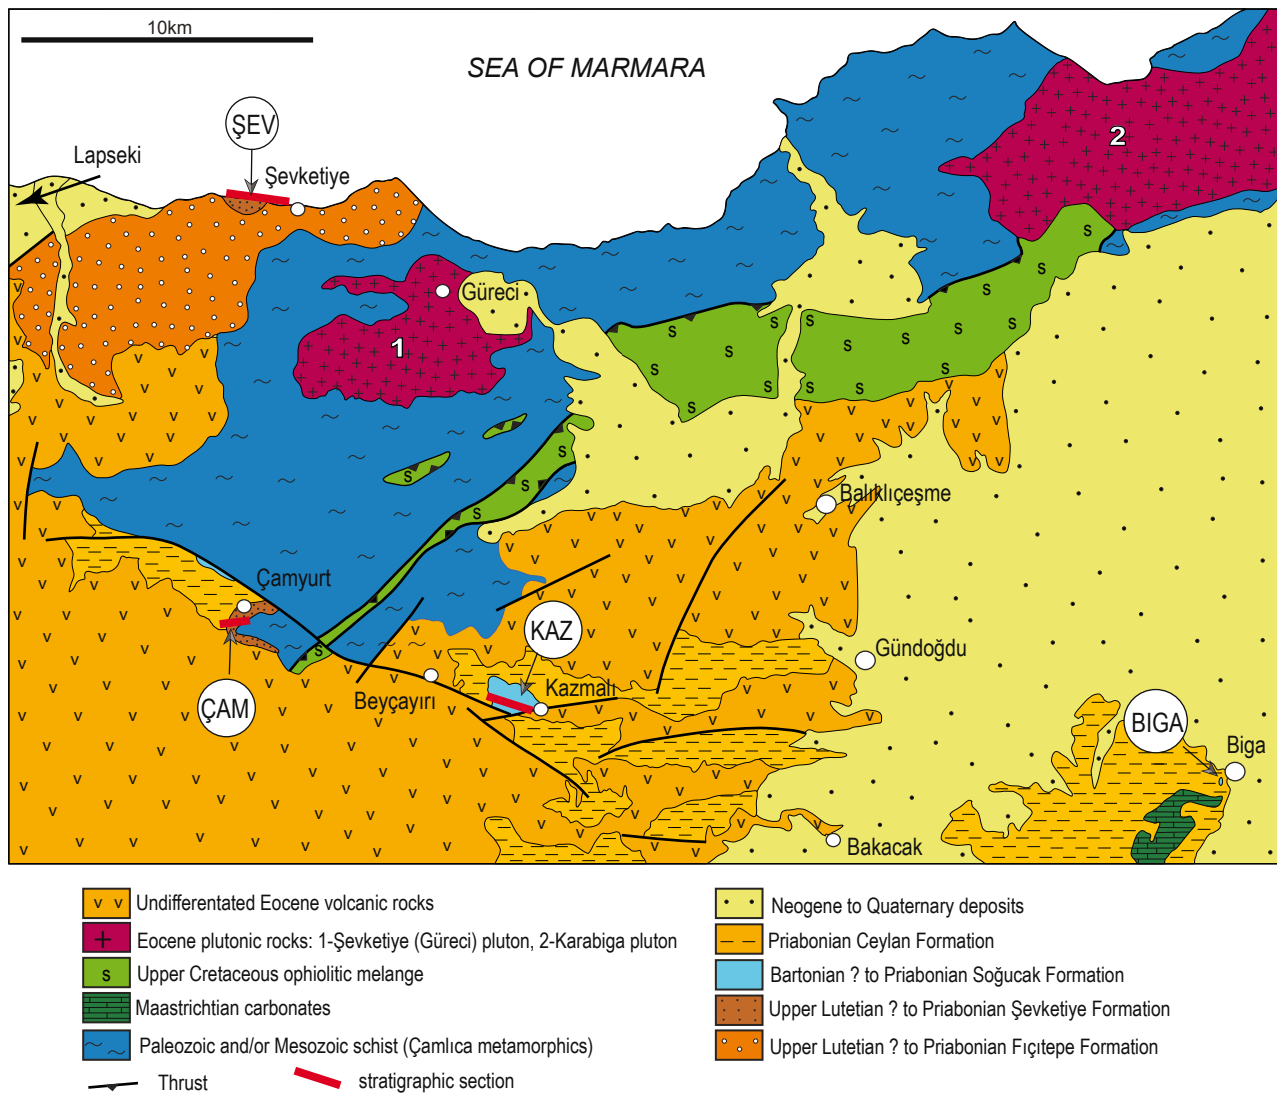 10km
SEA OF MARMARA
ŞEV
2
Lapseki
Şevketiye
Güreci
1
Balıklıçeşme
Çamyurt
KAZ
Gündoğdu
Kazmalı
Beyçayırı
ÇAM
BIGA
Biga
Bakacak
Undifferentated Eocene volcanic rocks
Eocene plutonic rocks: 1-Şevketiye (Güreci) pluton, 2-Karabiga pluton
Upper Cretaceous ophiolitic melange
Maastrichtian carbonates
Paleozoic and/or Mesozoic schist (Çamlıca metamorphics)
Thrust
stratigraphic section
Neogene to Quaternary deposits
Priabonian Ceylan Formation
Bartonian ? to Priabonian Soğucak Formation
Upper Lutetian ? to Priabonian Şevketiye Formation
Upper Lutetian ? to Priabonian Fıçıtepe Formation